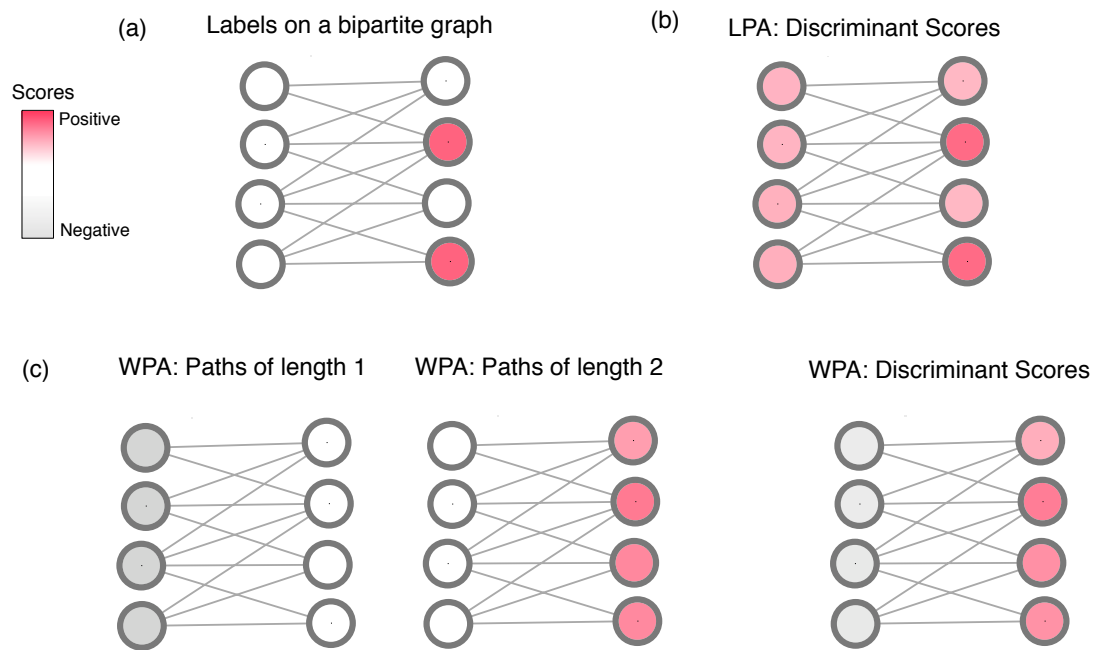 (a)
Labels on a bipartite graph
(b)
LPA: Discriminant Scores
Scores
Positive
Negative
(c)
WPA: Paths of length 1
WPA: Paths of length 2
WPA: Discriminant Scores